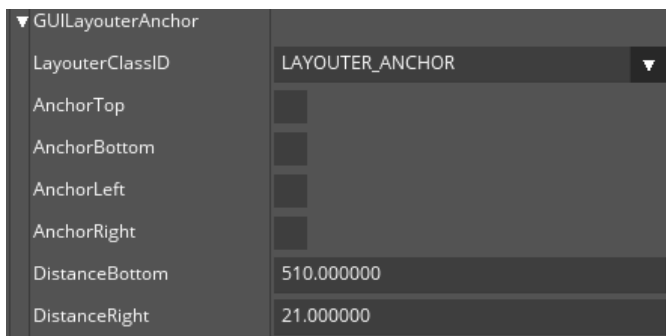 GUILayouterAnchor
LayouterClassID LAYOUTER_ANCHOR
AnchorTop
AnchorBottom
AnchorLeft
AnchorRight
DistanceBottom 510.000000
DistanceRight 21.000000